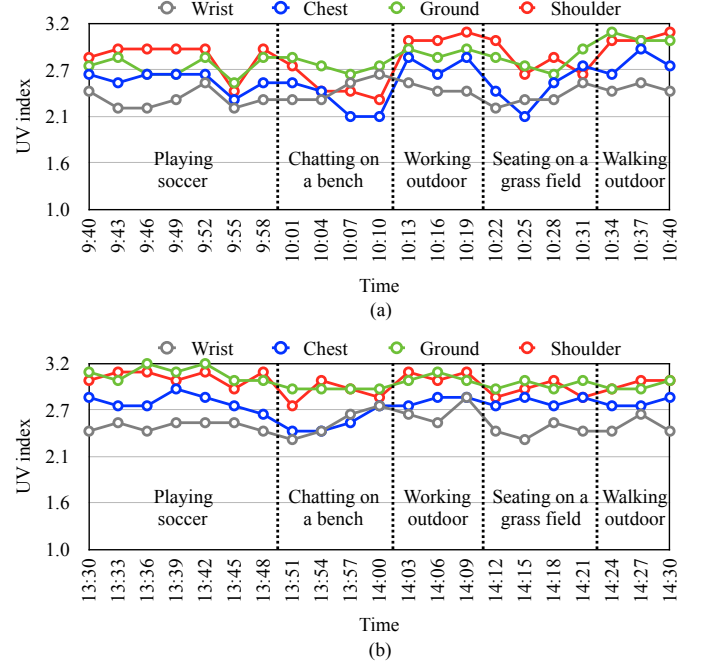 Wrist Chest Ground Shoulder
3.2
2.7
2.1
1.6
1.0
UV index
Playing
soccer
Chatting on
a bench
Working
outdoor
Seating on a
grass field
Walking
outdoor
9:40 9:43 9:46 9:49 9:52 9:55 9:58 10:01 10:04 10:07 10:10 10:13 10:16 10:19 10:22 10:25 10:28 10:31 10:34 10:37 10:40
Time
(a)
Wrist Chest Ground Shoulder
3.2
2.7
2.1
1.6
1.0
UV index
Playing
soccer
Chatting on
a bench
Working
outdoor
Seating on a
grass field
Walking
outdoor
13:30 13:33 13:36 13:39 13:42 13:45 13:48 13:51 13:54 13:57 14:00 14:03 14:06 14:09 14:12 14:15 14:18 14:21 14:24 14:27 14:30
Time
(b)